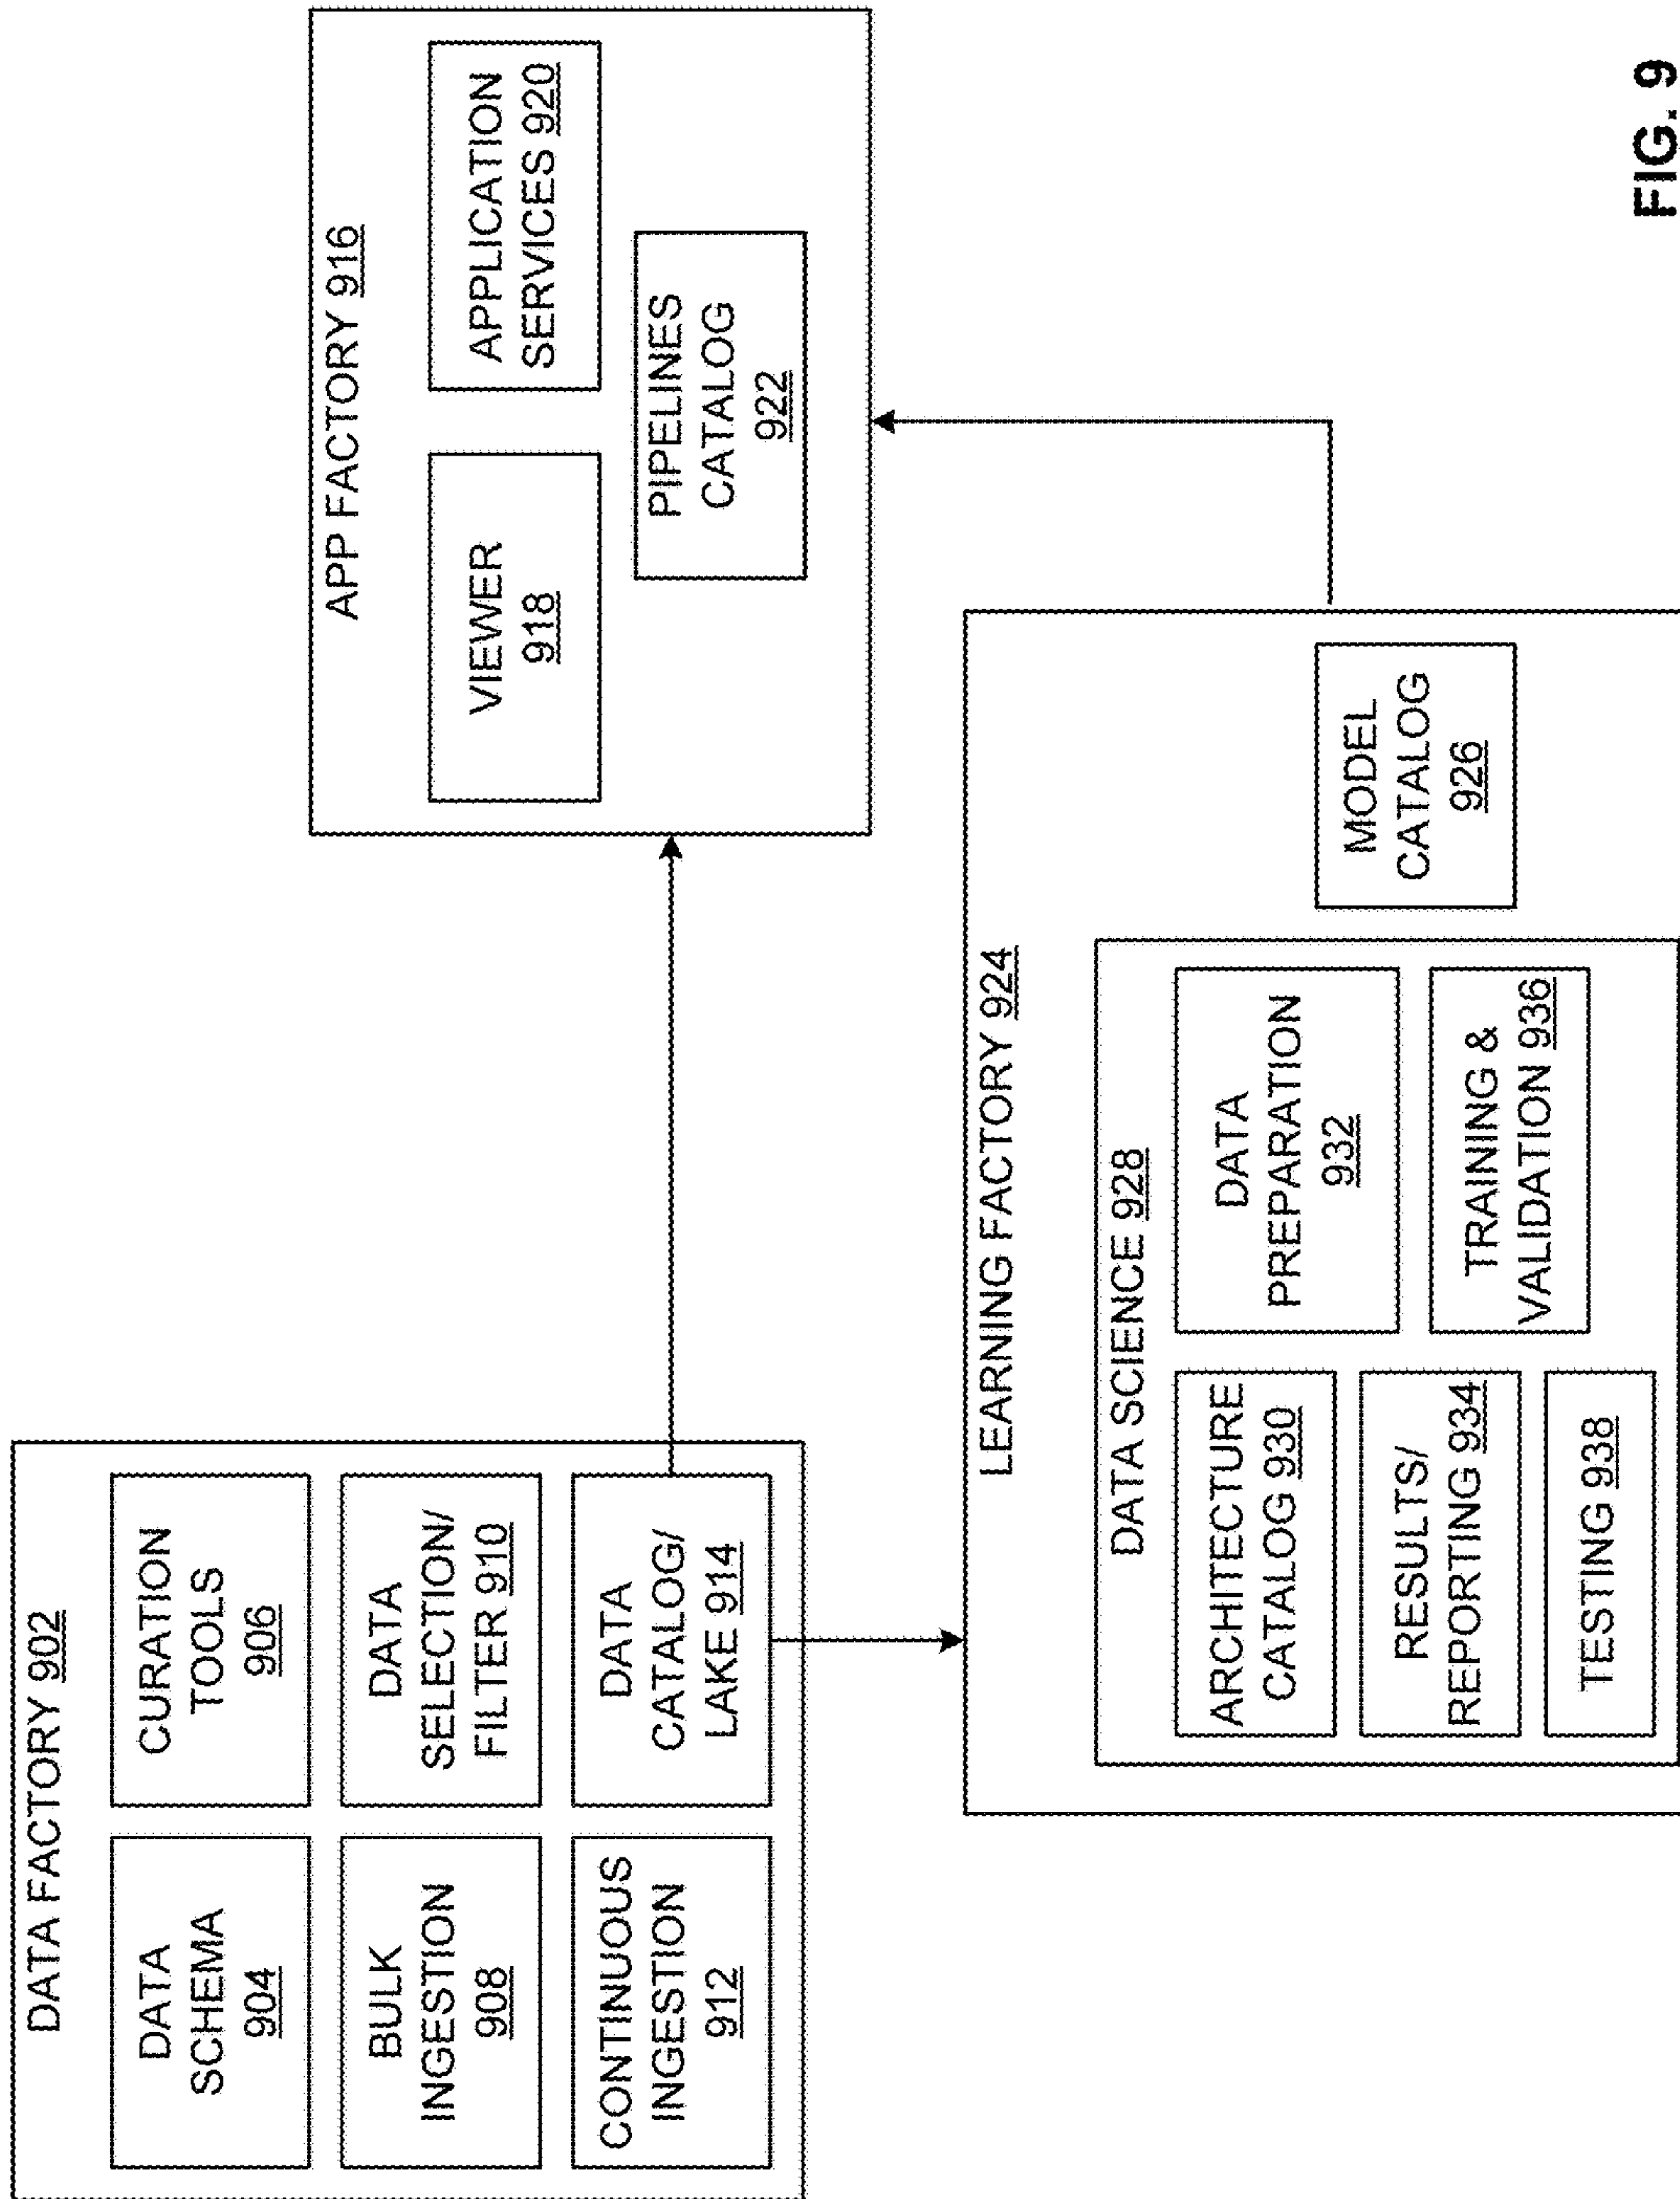 DATA FACTORY 902
DATA
SCHEMA
904
CURATION
TOOLS
906
BULK
INGESTION
908
DATA
SELECTION/
FILTER 910
CONTINUOUS
INGESTION
912
DATA
CATALOG/
LAKE 914
APP FACTORY 916
VIEWER
918
APPLICATION
SERVICES 920
PIPELINES
CATALOG
922
LEARNING FACTORY 924
DATA SCIENCE 928
ARCHITECTURE
CATALOG 930
DATA
PREPARATION
932
RESULTS/
REPORTING 934
TRAINING &
VALIDATION 936
TESTING 938
MODEL
CATALOG
926
FIG. 9